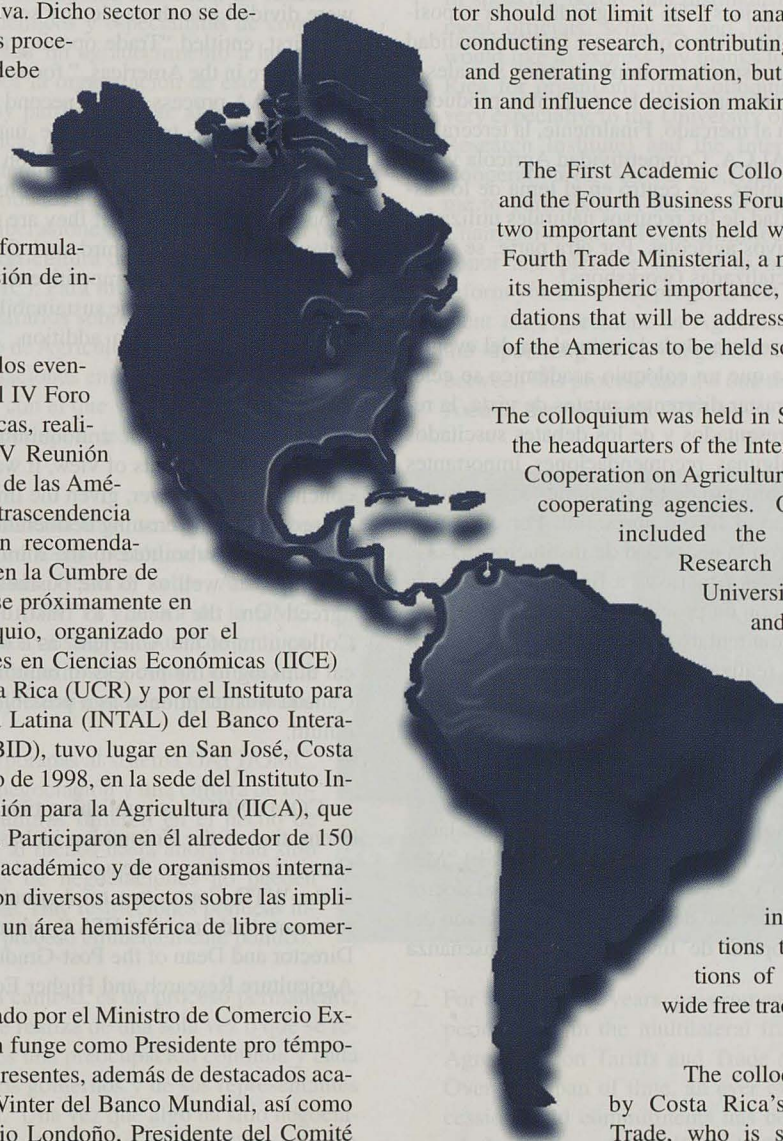 iva. Dicho sector no se de-
s proce-
lebe
formula-
sión de in-
los even-
l IV Foro
cas, reali-
V Reunión
de las Amé-
trascendencia
n recomenda-
en la Cumbre de
se próximamente en
quio, organizado por el
es en Ciencias Económicas (IICE)
a Rica (UCR) y por el Instituto para
a Latina (INTAL) del Banco Intera-
BID), tuvo lugar en San José, Costa
o de 1998, en la sede del Instituto In-
ión para la Agricultura (IICA), que
Participaron en él alrededor de 150
académico y de organismos interna-
on diversos aspectos sobre las impli-
un área hemisférica de libre comer-
ado por el Ministro de Comercio Ex-
n funge como Presidente pro témpo-
resentes, además de destacados aca-
Winter del Banco Mundial, así como
io Londoño, Presidente del Comité
tor should not limit itself to ana
conducting research, contributing
and generating information, but
in and influence decision makin
The First Academic Collo
and the Fourth Business Foru
two important events held w
Fourth Trade Ministerial, a m
its hemispheric importance,
dations that will be address
of the Americas to be held so
The colloquium was held in S
the headquarters of the Inte
Cooperation on Agricultur
cooperating agencies. O
included the
Research
Universi
and
in
tions t
tions of
wide free trad
The colloq
by Costa Rica's
Trade, who is s